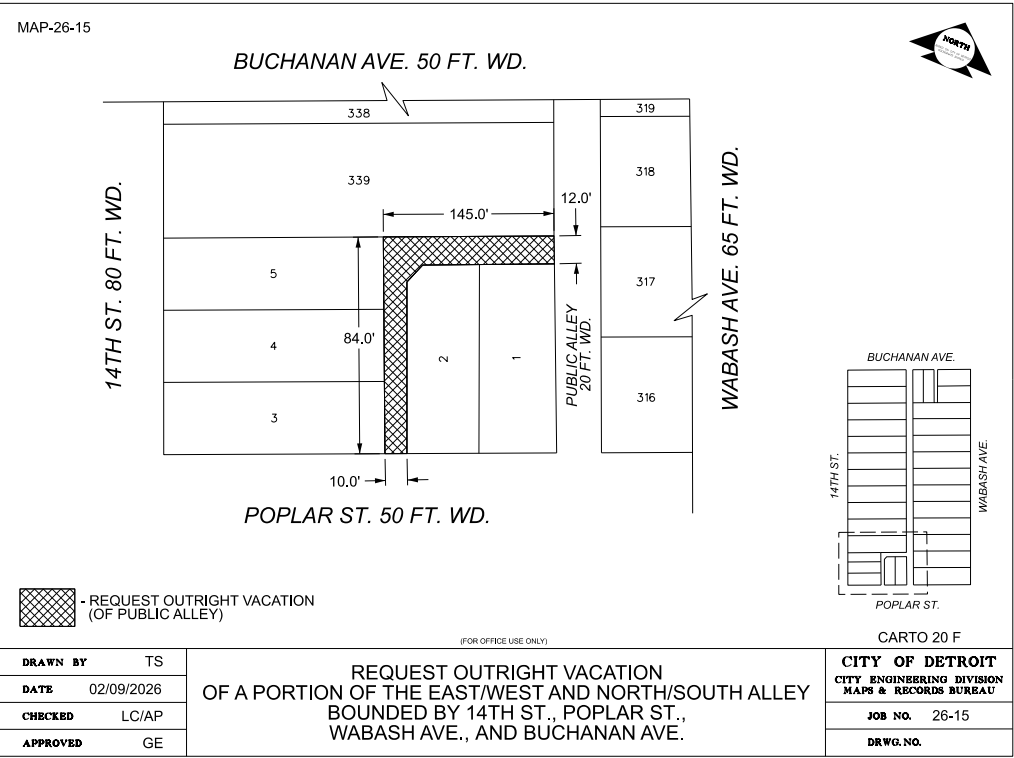 MAP-26-15
NORTH
BUCHANAN AVE. 50 FT. WD.
338
319
339
318
14TH ST. 80 FT. WD.
145.0'
12.0'
WABASH AVE. 65 FT. WD.
5
317
4
84.0'
2
1
PUBLIC ALLEY
20 FT. WD.
3
316
10.0'
POPLAR ST. 50 FT. WD.
BUCHANAN AVE.
14TH ST.
WABASH AVE.
POPLAR ST.
- REQUEST OUTRIGHT VACATION
(OF PUBLIC ALLEY)
(FOR OFFICE USE ONLY)
CARTO 20 F
DRAWN BY TS
DATE 02/09/2026
CHECKED LC/AP
APPROVED GE
REQUEST OUTRIGHT VACATION
OF A PORTION OF THE EAST/WEST AND NORTH/SOUTH ALLEY
BOUNDED BY 14TH ST., POPLAR ST.,
WABASH AVE., AND BUCHANAN AVE.
CITY OF DETROIT
CITY ENGINEERING DIVISION
MAPS & RECORDS BUREAU
JOB NO. 26-15
DRWG. NO.